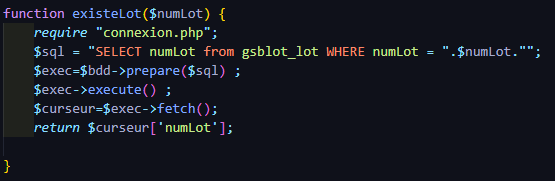 function existeLot($numLot) {
require "connexion.php";
$sql = "SELECT numLot from gsblot_lot WHERE numLot = ".$numLot."";
$exec=$bdd->prepare($sql) ;
$exec->execute() ;
$curseur=$exec->fetch();
return $curseur['numLot'];
}